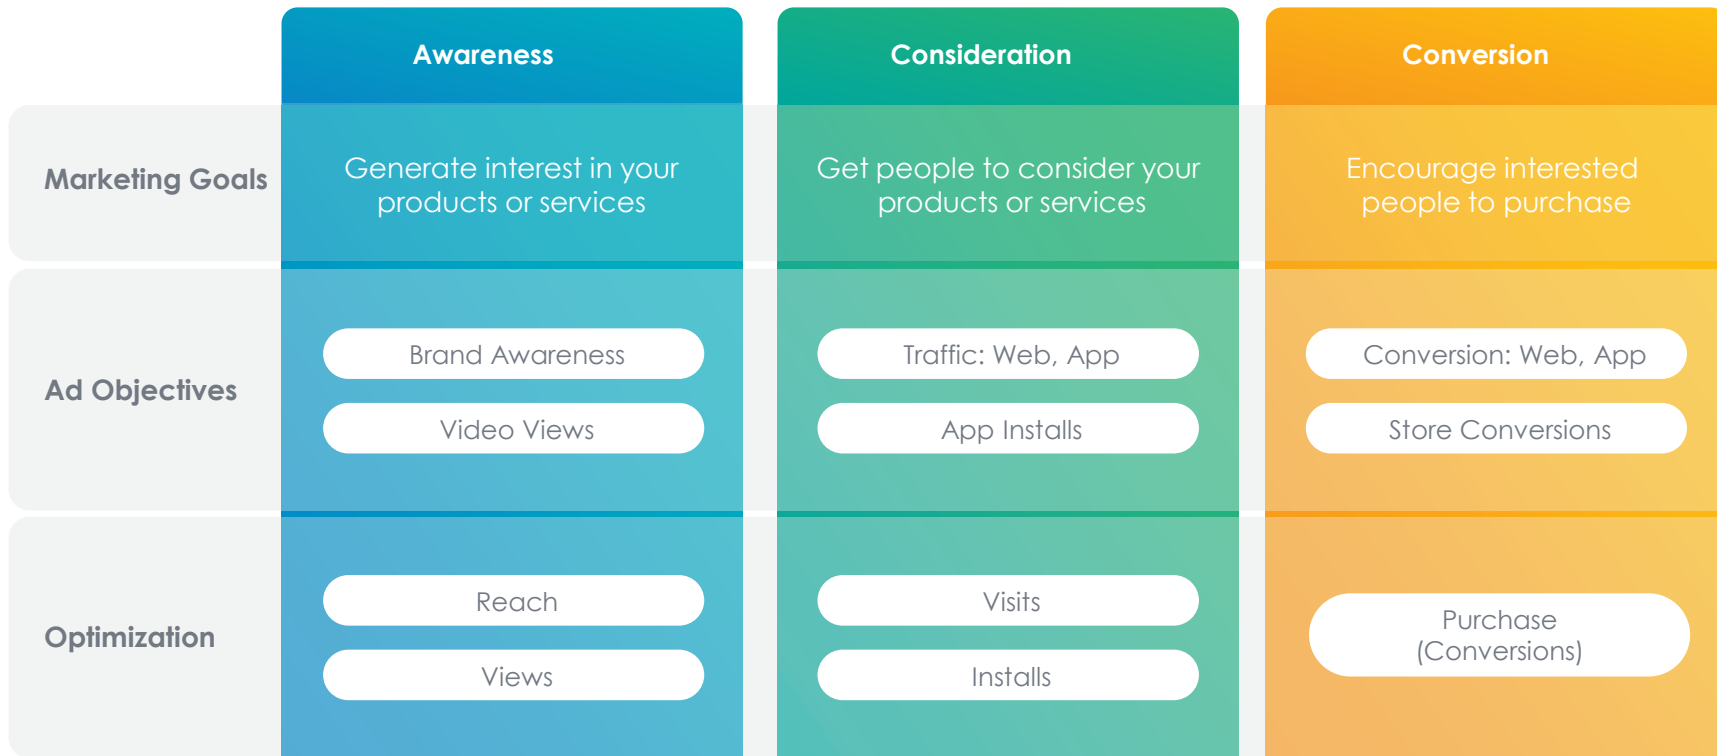 Awareness
Consideration
Conversion
Marketing Goals
Generate interest in your
products or services
Get people to consider your
products or services
Encourage interested
people to purchase
Ad Objectives
Brand Awareness
Video Views
Traffic: Web, App
App Installs
Conversion: Web, App
Store Conversions
Optimization
Reach
Views
Visits
Installs
Purchase
(Conversions)